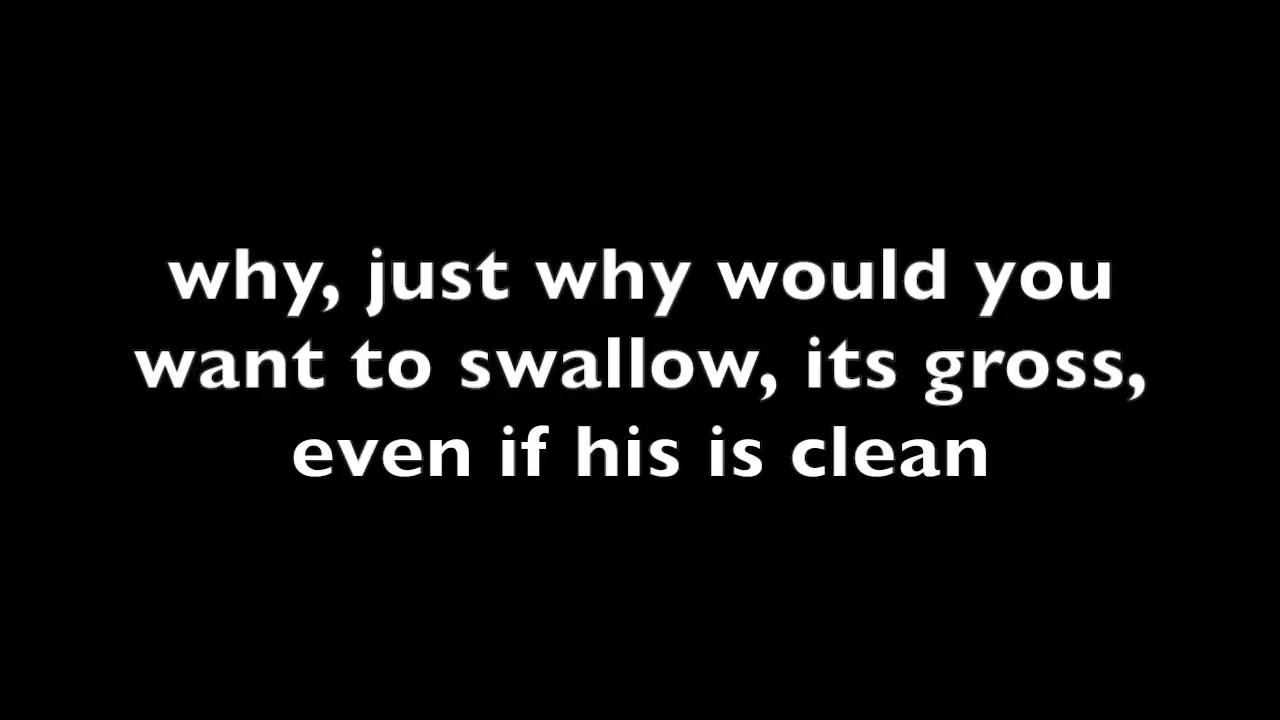 why, just why would you
want to swallow, its gross,
even if his is clean